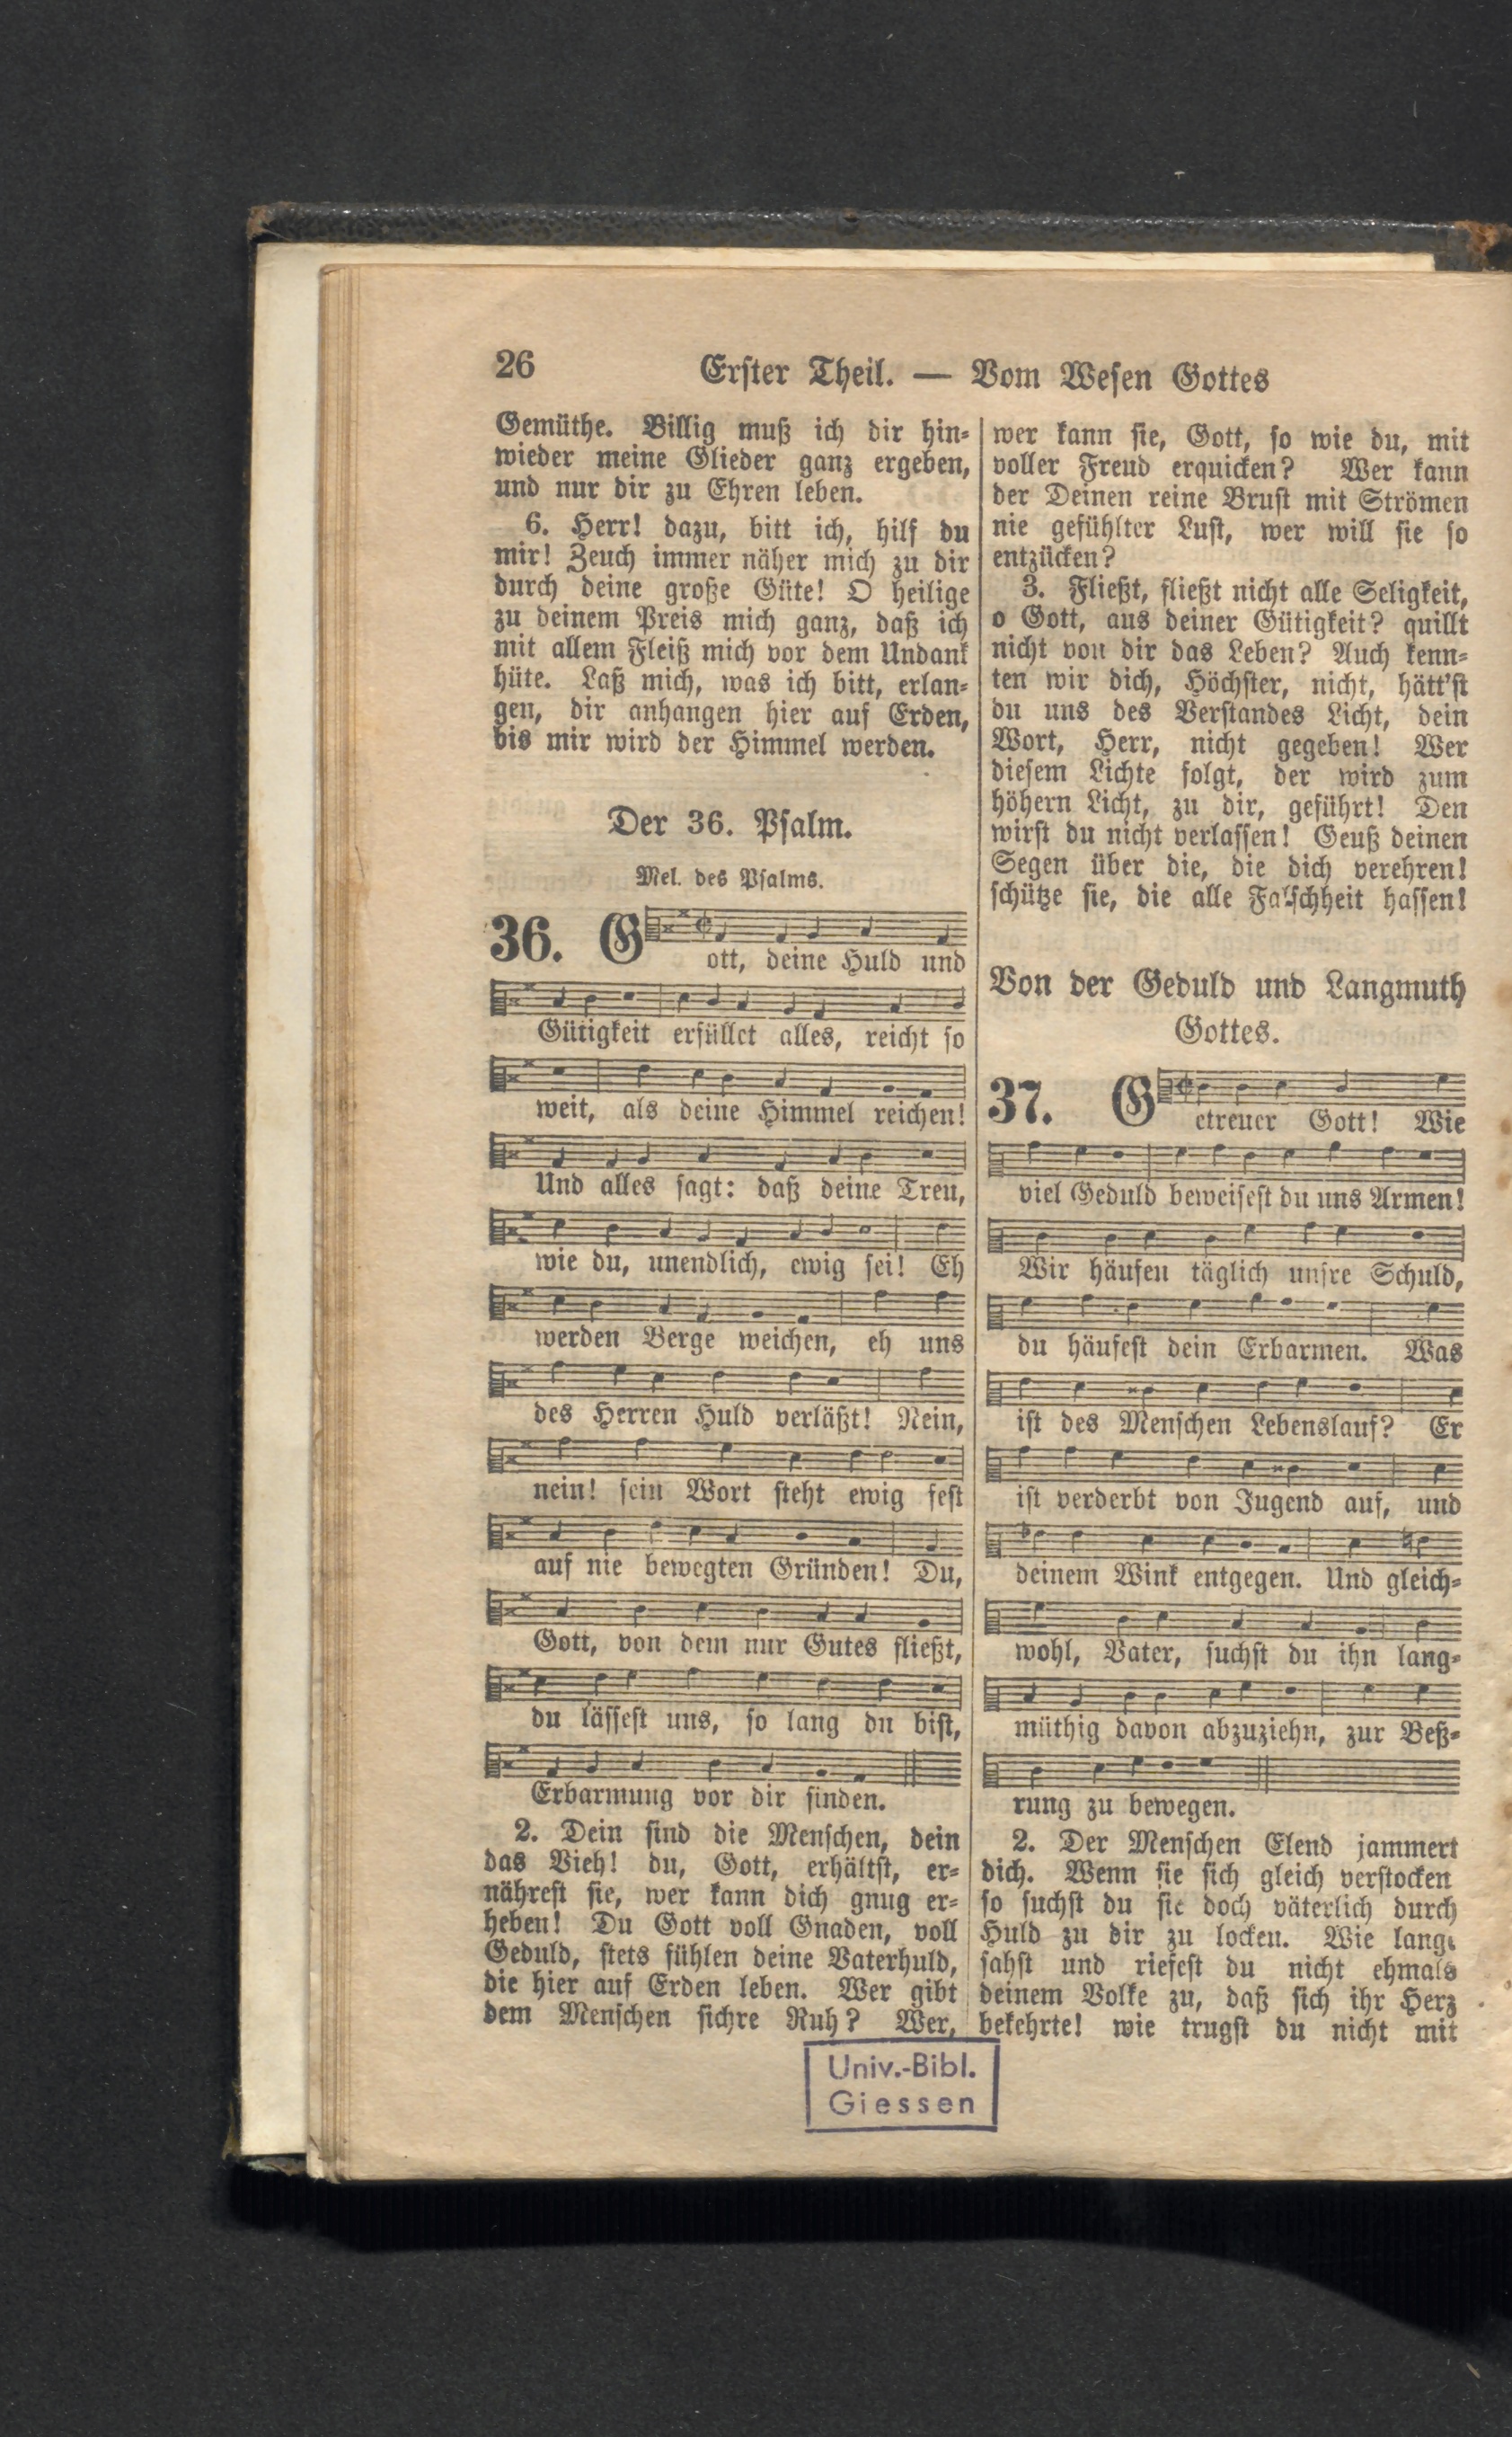 26
Erster Theil. — Vom Wesen Gottes
Gemüthe. Billig muß ich dir hin-
wieder meine Glieder ganz ergeben,
und nur dir zu Ehren leben.
6. Herr! dazu, bitt ich, hilf du
mir! Zeuch immer näher mich zu dir
durch deine große Güte! O heilige
zu deinem Preis mich ganz, daß ich
mit allem Fleiß mich vor dem Undank
hüte. Laß mich, was ich bitt, erlan-
gen, dir anhangen hier auf Erden,
bis mir wird der Himmel werden.
Der 36. Psalm.
Mel. des Psalms.
36. Gott, deine Huld und
Gütigkeit erfüllet alles, reicht so
weit, als deine Himmel reichen!
Und alles sagt: daß deine Treu,
wie du, unendlich, ewig sei! Eh
werden Berge weichen, eh uns
des Herren Huld verläßt! Nein,
nein! sein Wort steht ewig fest
auf nie bewegten Gründen! Du,
Gott, von dem nur Gutes fließt,
du lässest uns, so lang du bist,
Erbarmung vor dir finden.
2. Dein sind die Menschen, dein
das Vieh! du, Gott, erhältst, er-
nährest sie, wer kann dich gnug er-
heben! Du Gott voll Gnaden, voll
Geduld, stets fühlen deine Vaterhuld,
die hier auf Erden leben. Wer gibt
dem Menschen sichre Ruh? Wer,
wer kann sie, Gott, so wie du, mit
voller Freud erquicken? Wer kann
der Deinen reine Brust mit Strömen
nie gefühlter Lust, wer will sie so
entzücken?
3. Fließt, fließt nicht alle Seligkeit,
o Gott, aus deiner Gütigkeit? quillt
nicht von dir das Leben? Auch kenn-
ten wir dich, Höchster, nicht, hätt'st
du uns des Verstandes Licht, dein
Wort, Herr, nicht gegeben! Wer
diesem Lichte folgt, der wird zum
höhern Licht, zu dir, geführt! Den
wirst du nicht verlassen! Geuß deinen
Segen über die, die dich verehren!
schütze sie, die alle Falschheit hassen!
Von der Geduld und Langmuth
Gottes.
37. Getreuer Gott! Wie
viel Geduld beweisest du uns Armen!
Wir häufen täglich unsre Schuld,
du häufest dein Erbarmen. Was
ist des Menschen Lebenslauf? Er
ist verderbt von Jugend auf, und
deinem Wink entgegen. Und gleich-
wohl, Vater, suchst du ihn lang-
müthig davon abzuziehn, zur Beß-
rung zu bewegen.
2. Der Menschen Elend jammert
dich. Wenn sie sich gleich verstocken
so suchst du sie doch väterlich durch
Huld zu dir zu locken. Wie lange
sahst und riefest du nicht ehmals
deinem Volke zu, daß sich ihr Herz
bekehrte! wie trugst du nicht mit
Univ.-Bibl.
Giessen